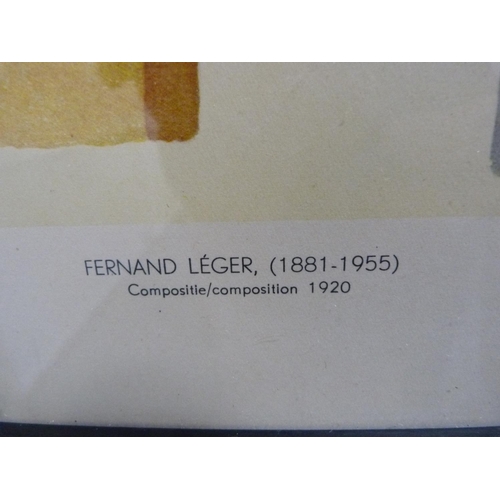 FERNAND LÉGER, (1881-1955)
Compositie/composition 1920